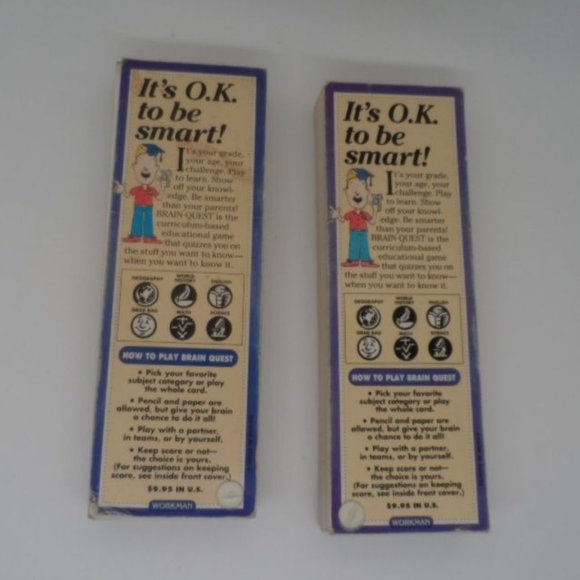 It's O.K.
to be
smart!
It's your grade,
your age, your
challenge. Play
to learn. Show
off your knowl-
edge. Be smarter
than your parents!
BRAIN QUEST is the
curriculum-based
educational game
that quizzes you on
the stuff you want to know—
when you want to know it.
GEOGRAPHY WORLD HISTORY ENGLISH
GRAB BAG MATH SCIENCE
HOW TO PLAY BRAIN QUEST
• Pick your favorite
subject category or play
the whole card.
• Pencil and paper are
allowed, but give your brain
a chance to do it all!
• Play with a partner,
in teams, or by yourself.
• Keep score or not—
the choice is yours.
(For suggestions on keeping
score, see inside front cover.)
$9.95 IN U.S.
WORKMAN
It's O.K.
to be
smart!
It's your grade,
your age, your
challenge. Play
to learn. Show
off your knowl-
edge. Be smarter
than your parents!
BRAIN QUEST is the
curriculum-based
educational game
that quizzes you on
the stuff you want to know—
when you want to know it.
GEOGRAPHY WORLD HISTORY ENGLISH
GRAB BAG MATH SCIENCE
HOW TO PLAY BRAIN QUEST
• Pick your favorite
subject category or play
the whole card.
• Pencil and paper are
allowed, but give your brain
a chance to do it all!
• Play with a partner,
in teams, or by yourself.
• Keep score or not—
the choice is yours.
(For suggestions on keeping
score, see inside front cover.)
$9.95 IN U.S.
WORKMAN